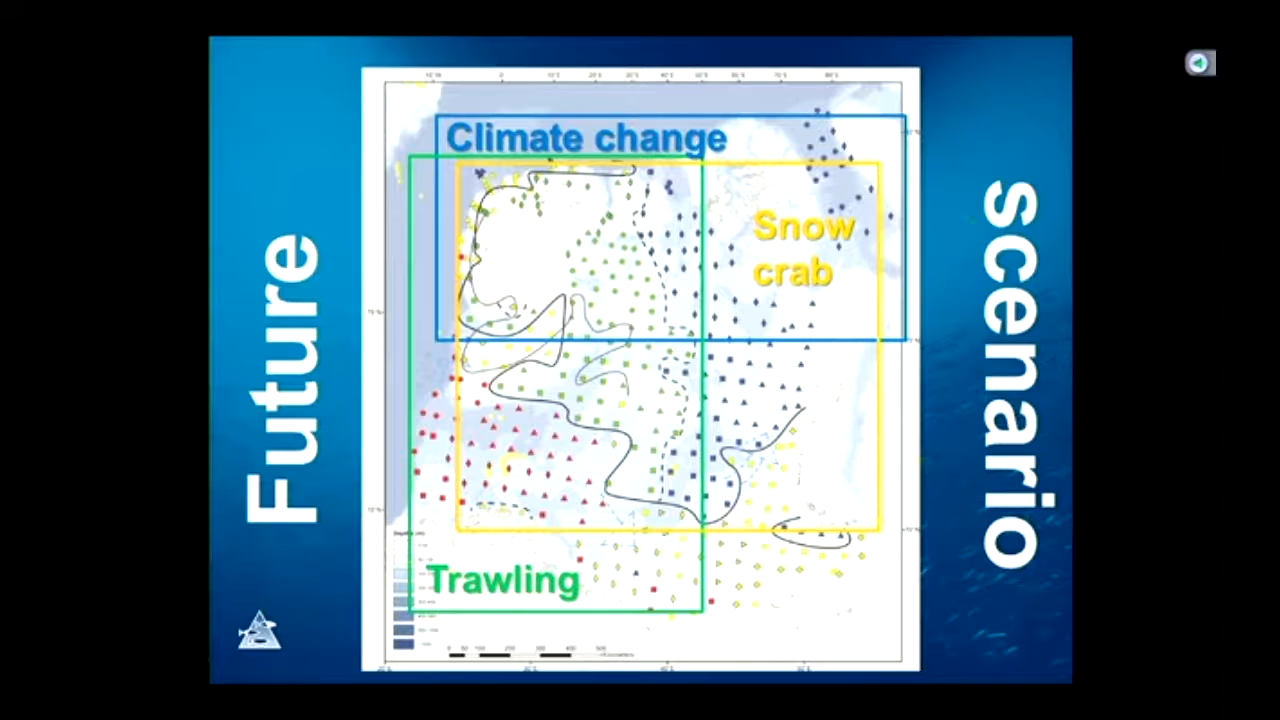 Future
scenario
Climate change
Snow
crab
Trawling